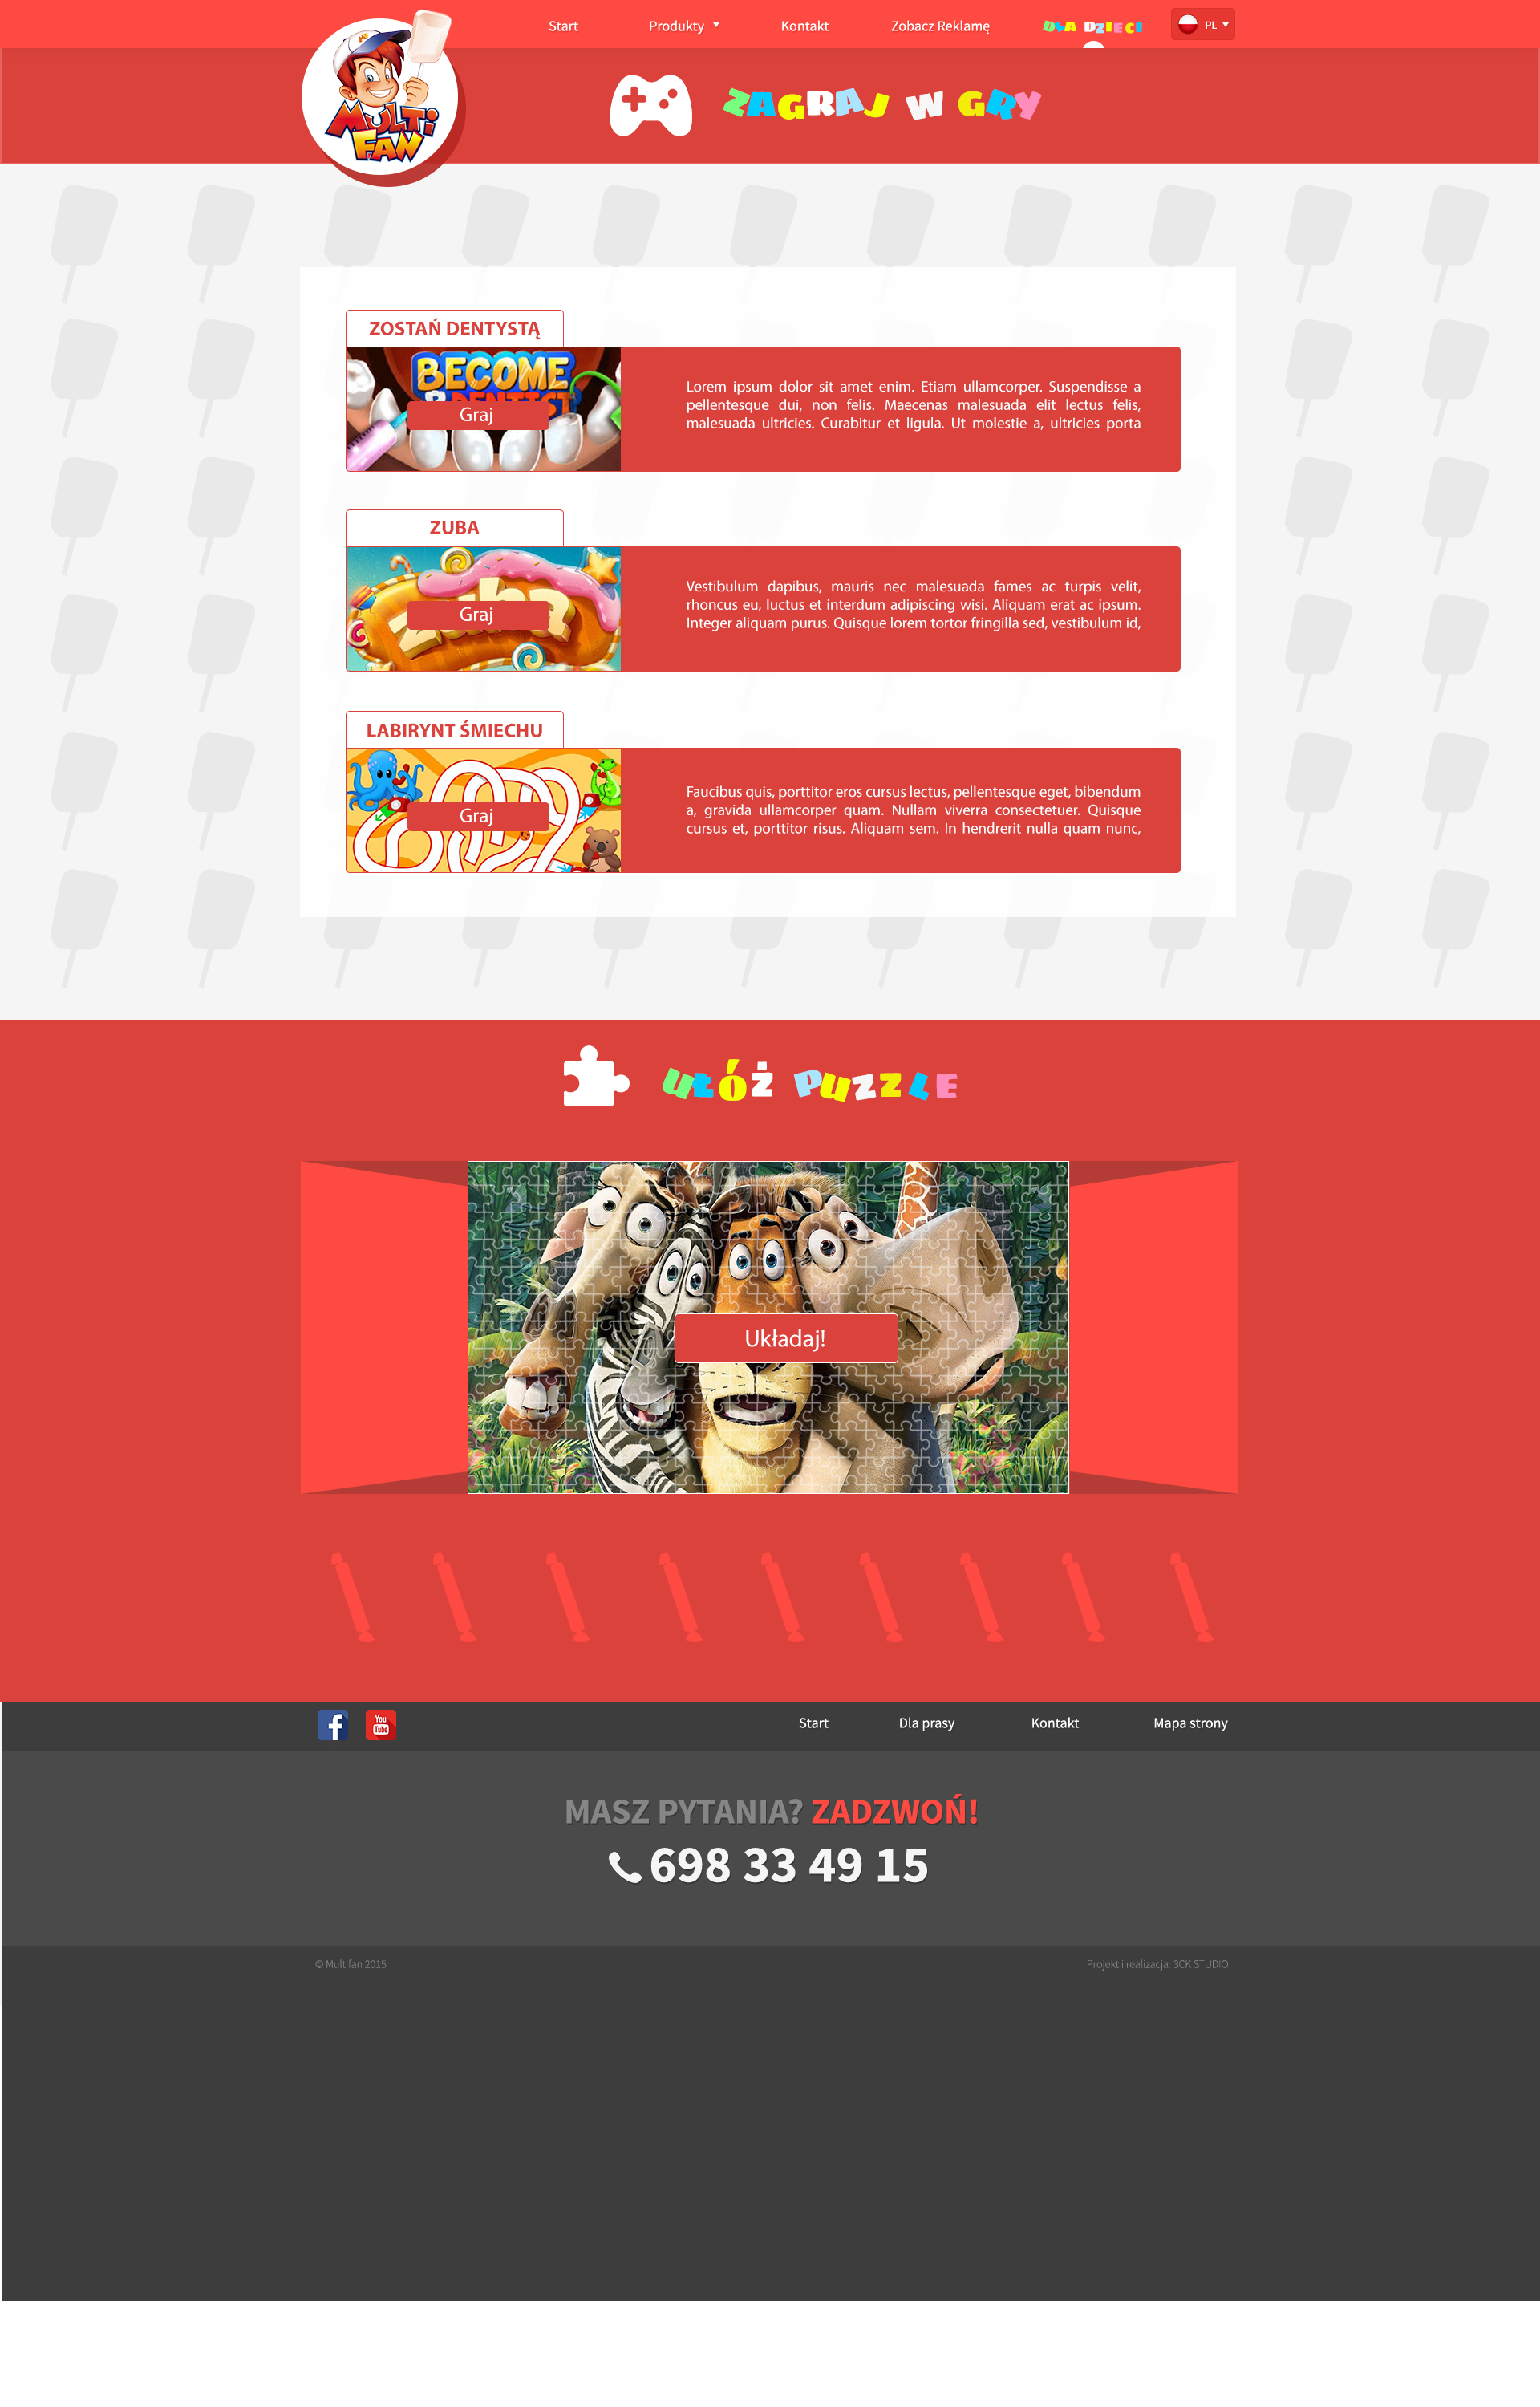 Start
Produkty
Kontakt
Zobacz Reklamę
DLA DZIECI
PL
MULTI
FAN
ZAGRAJ W GRY
ZOSTAŃ DENTYSTĄ
BECOME
DENTIST
Graj
Lorem ipsum dolor sit amet enim. Etiam ullamcorper. Suspendisse a
pellentesque dui, non felis. Maecenas malesuada elit lectus felis,
malesuada ultricies. Curabitur et ligula. Ut molestie a, ultricies porta
ZUBA
Graj
Vestibulum dapibus, mauris nec malesuada fames ac turpis velit,
rhoncus eu, luctus et interdum adipiscing wisi. Aliquam erat ac ipsum.
Integer aliquam purus. Quisque lorem tortor fringilla sed, vestibulum id,
LABIRYNT ŚMIECHU
Graj
Faucibus quis, porttitor eros cursus lectus, pellentesque eget, bibendum
a, gravida ullamcorper quam. Nullam viverra consectetuer. Quisque
cursus et, porttitor risus. Aliquam sem. In hendrerit nulla quam nunc,
UŁÓŻ PUZZLE
Układaj!
You
Tube
Start
Dla prasy
Kontakt
Mapa strony
MASZ PYTANIA? ZADZWOŃ!
698 33 49 15
© Multifan 2015
Projekt i realizacja: 3CK STUDIO